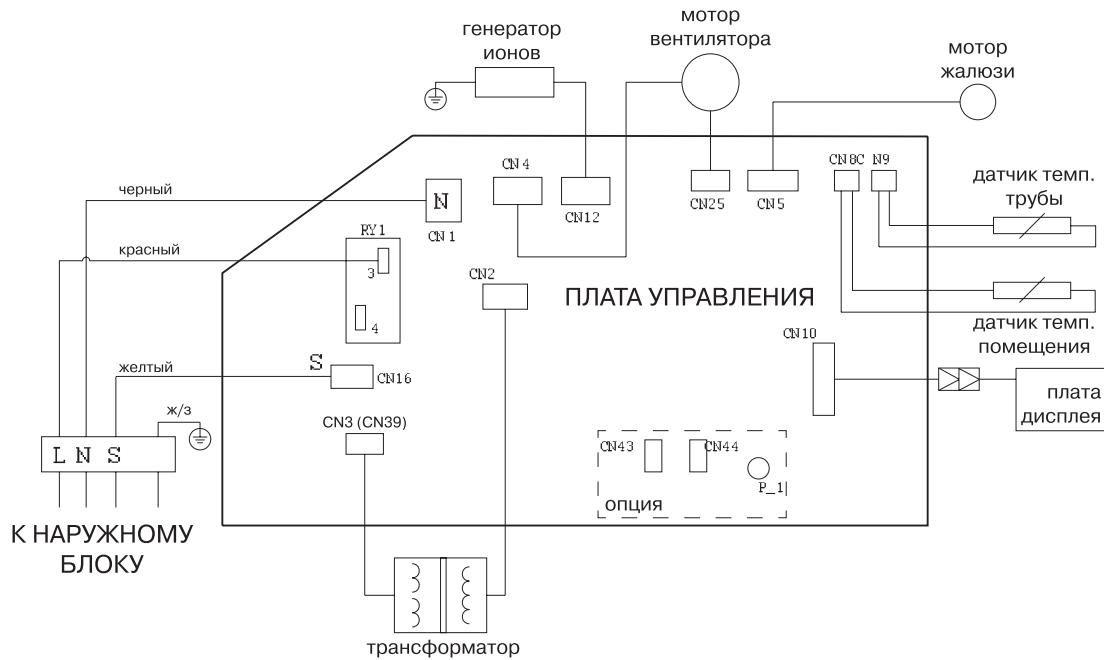 генератор
ионов
мотор
вентилятора
мотор
жалюзи
CN4
CN12
CN25
CN5
CN8C N9
датчик темп.
трубы
черный
N
CN1
красный
RY1
3
4
CN2
ПЛАТА УПРАВЛЕНИЯ
датчик темп.
помещения
CN10
желтый
S
CN16
плата
дисплея
ж/з
CN3 (CN39)
L N S
CN43
CN44
P_1
опция
К НАРУЖНОМУ
БЛОКУ
трансформатор